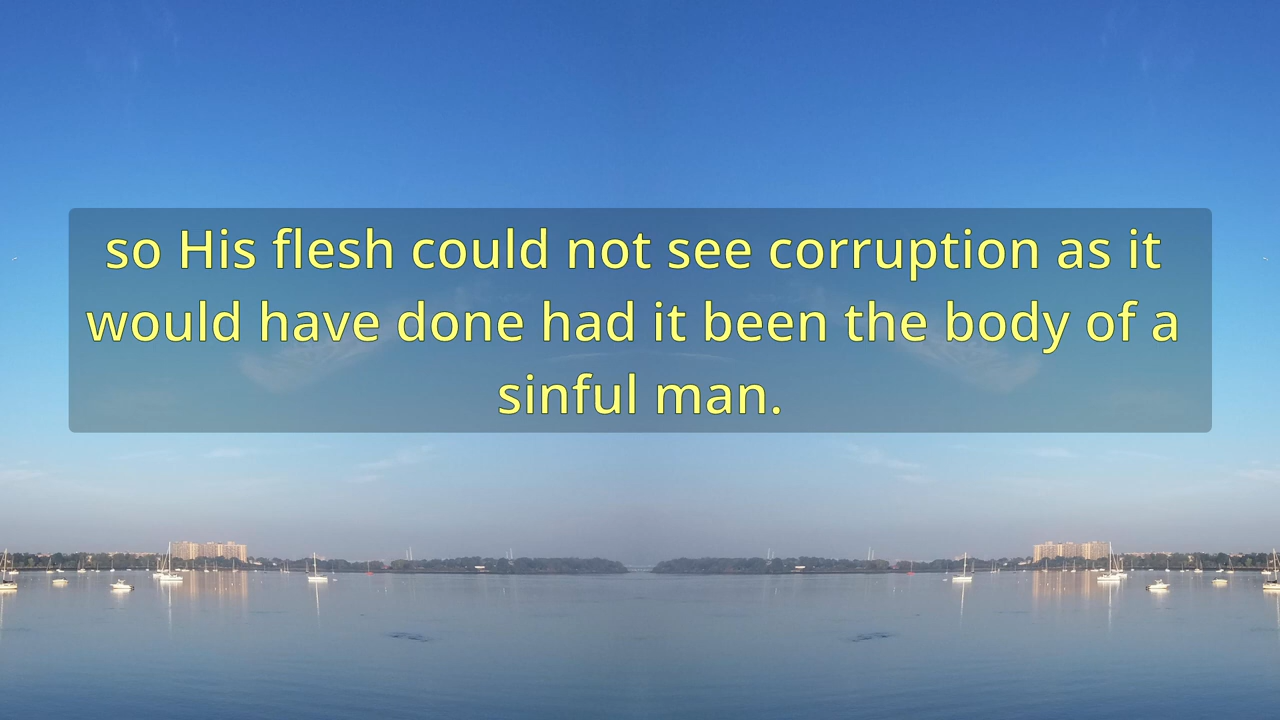 so His flesh could not see corruption as it
would have done had it been the body of a
sinful man.